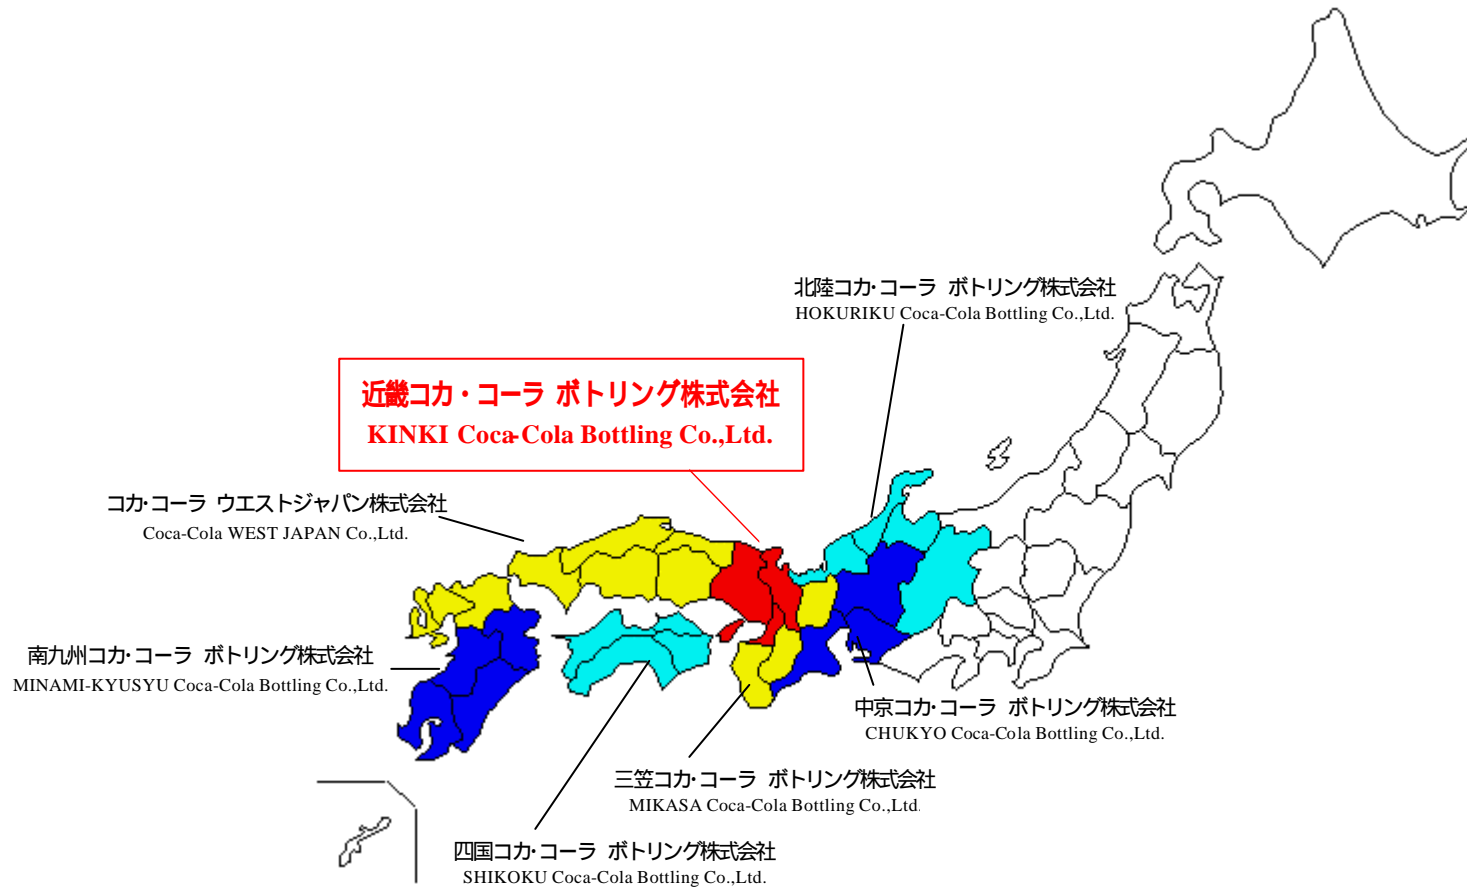 北陸コカ・コーラ ボトリング株式会社
HOKURIKU Coca-Cola Bottling Co.,Ltd.
近畿コカ・コーラ ボトリング株式会社
KINKI Coca-Cola Bottling Co.,Ltd.
コカ・コーラ ウエストジャパン株式会社
Coca-Cola WEST JAPAN Co.,Ltd.
南九州コカ・コーラ ボトリング株式会社
MINAMI-KYUSYU Coca-Cola Bottling Co.,Ltd.
中京コカ・コーラ ボトリング株式会社
CHUKYO Coca-Cola Bottling Co.,Ltd.
三笠コカ・コーラ ボトリング株式会社
MIKASA Coca-Cola Bottling Co.,Ltd.
四国コカ・コーラ ボトリング株式会社
SHIKOKU Coca-Cola Bottling Co.,Ltd.